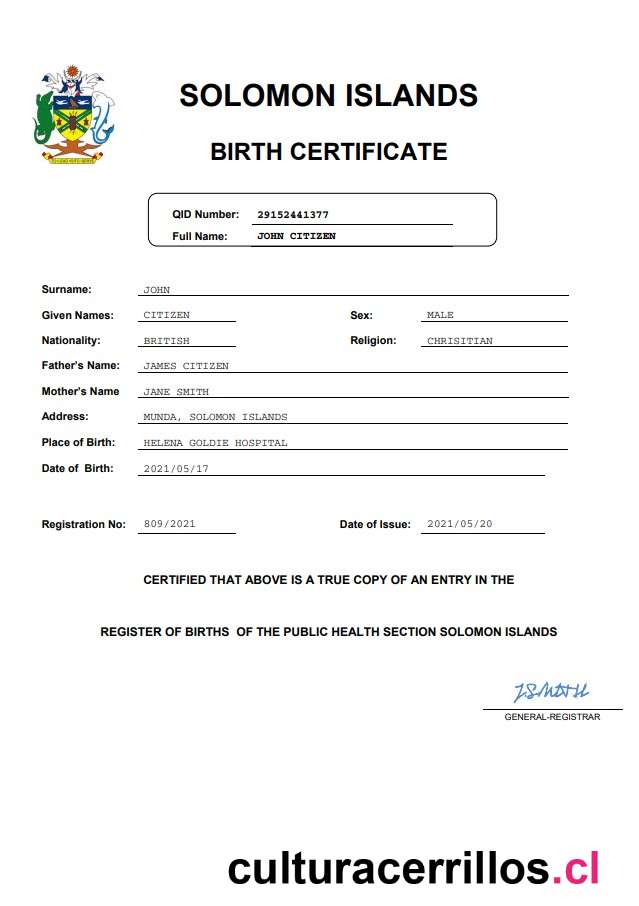 SOLOMON ISLANDS
BIRTH CERTIFICATE
QID Number: 29152441377
Full Name: JOHN CITIZEN
Surname: JOHN
Given Names: CITIZEN Sex: MALE
Nationality: BRITISH Religion: CHRISITIAN
Father's Name: JAMES CITIZEN
Mother's Name JANE SMITH
Address: MUNDA, SOLOMON ISLANDS
Place of Birth: HELENA GOLDIE HOSPITAL
Date of Birth: 2021/05/17
Registration No: 809/2021 Date of Issue: 2021/05/20
CERTIFIED THAT ABOVE IS A TRUE COPY OF AN ENTRY IN THE
REGISTER OF BIRTHS OF THE PUBLIC HEALTH SECTION SOLOMON ISLANDS
J.SMITH
GENERAL-REGISTRAR
culturacerrillos.cl